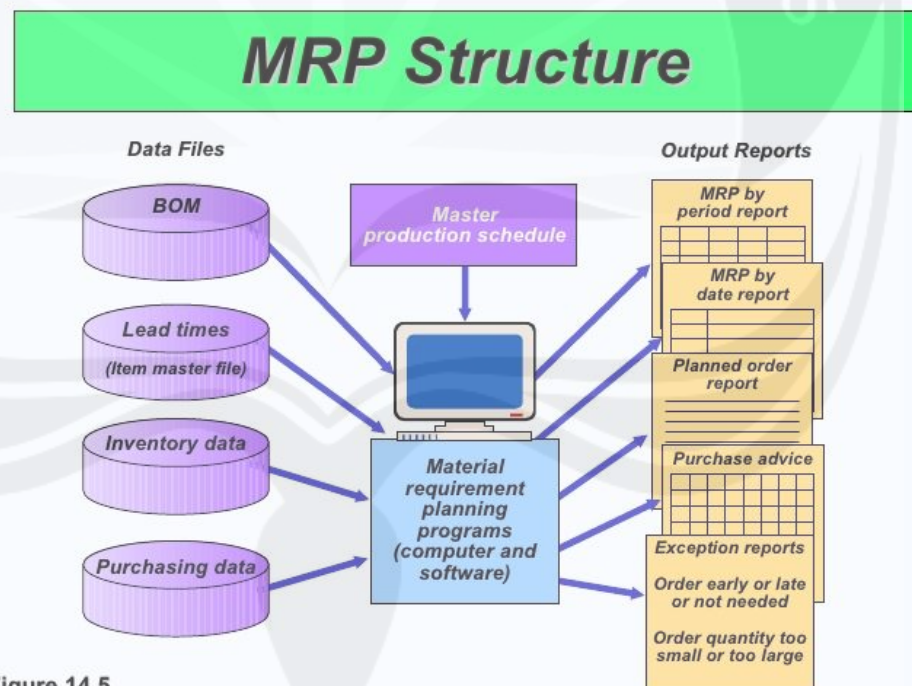 MRP Structure
Data Files
Output Reports
BOM
Lead times
(Item master file)
Inventory data
Purchasing data
Master
production schedule
Material
requirement
planning
programs
(computer and
software)
MRP by
period report
MRP by
date report
Planned order
report
Purchase advice
Exception reports
Order early or late
or not needed
Order quantity too
small or too large